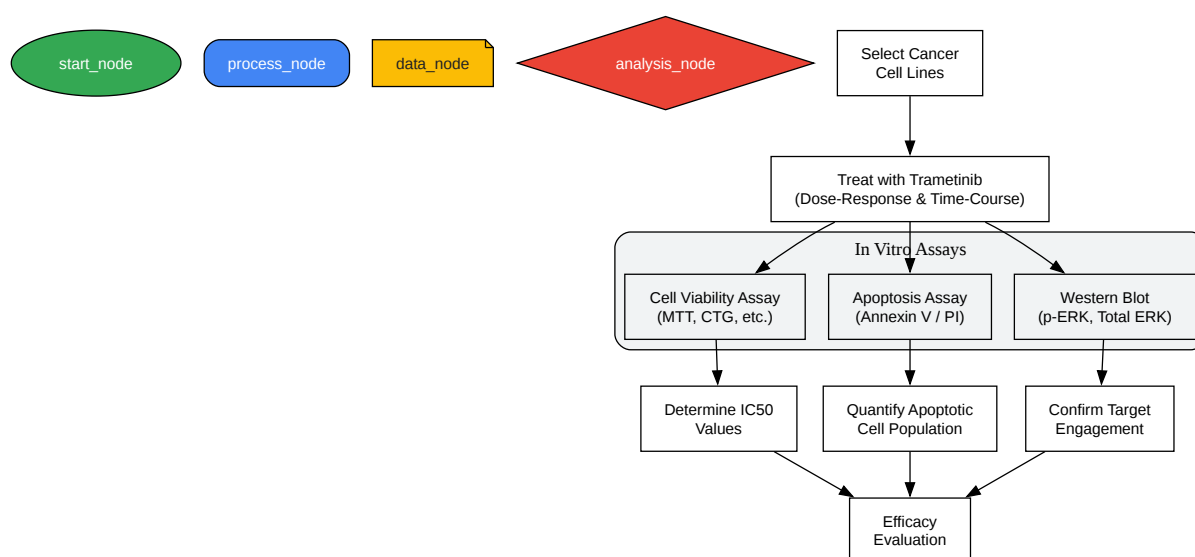 start_node
process_node
data_node
analysis_node
Select Cancer
Cell Lines
Treat with Trametinib
(Dose-Response & Time-Course)
In Vitro Assays
Cell Viability Assay
(MTT, CTG, etc.)
Apoptosis Assay
(Annexin V / PI)
Western Blot
(p-ERK, Total ERK)
Determine IC50
Values
Quantify Apoptotic
Cell Population
Confirm Target
Engagement
Efficacy
Evaluation